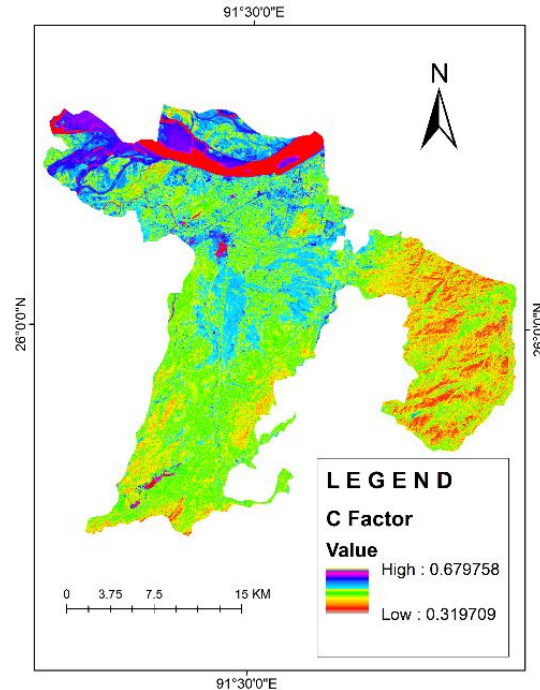 91°30'0"E
N
26°0'0"N
26°0'0"N
LEGEND
C Factor
Value
High : 0.679758
Low : 0.319709
0 3.75 7.5 15 KM
91°30'0"E